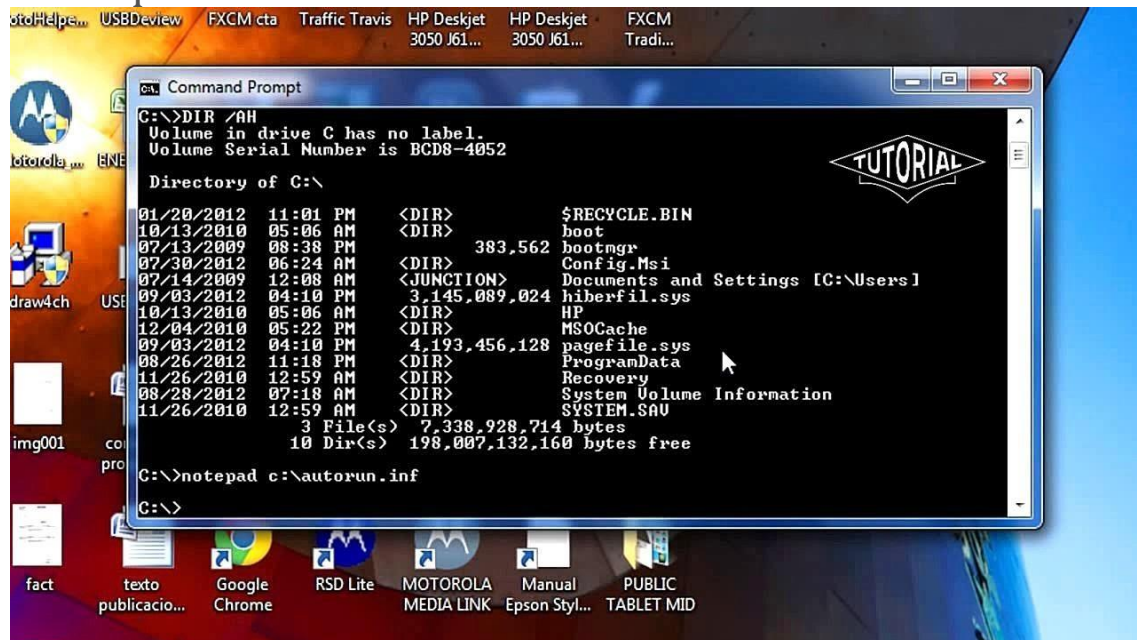 otoHelpe... USBDeview FXCM cta Traffic Travis HP Deskjet 3050 J61... HP Deskjet 3050 J61... FXCM Tradi...
Command Prompt
C:\>DIR /AH
Volume in drive C has no label.
Volume Serial Number is BCD8-4052
Directory of C:\
01/20/2012 11:01 PM <DIR> $RECYCLE.BIN
10/13/2010 05:06 AM <DIR> boot
07/13/2009 08:38 PM 383,562 bootmgr
07/30/2012 06:24 AM <DIR> Config.Msi
07/14/2009 12:08 AM <JUNCTION> Documents and Settings [C:\Users]
09/03/2012 04:10 PM 3,145,089,024 hiberfil.sys
10/13/2010 05:06 AM <DIR> HP
12/04/2010 05:22 PM <DIR> MSOCache
09/03/2012 04:10 PM 4,193,456,128 pagefile.sys
08/26/2012 11:18 PM <DIR> ProgramData
11/26/2010 12:59 AM <DIR> Recovery
08/28/2012 07:18 AM <DIR> System Volume Information
11/26/2010 12:59 AM <DIR> SYSTEM.SAV
3 File(s) 7,338,928,714 bytes
10 Dir(s) 198,007,132,160 bytes free
C:\>notepad c:\autorun.inf
C:\>
TUTORIAL
otorola_...
ENE
draw4ch
USB
img001
con
pro
fact
texto publicacio...
Google Chrome
RSD Lite
MOTOROLA MEDIA LINK
Manual Epson Styl...
PUBLIC TABLET MID